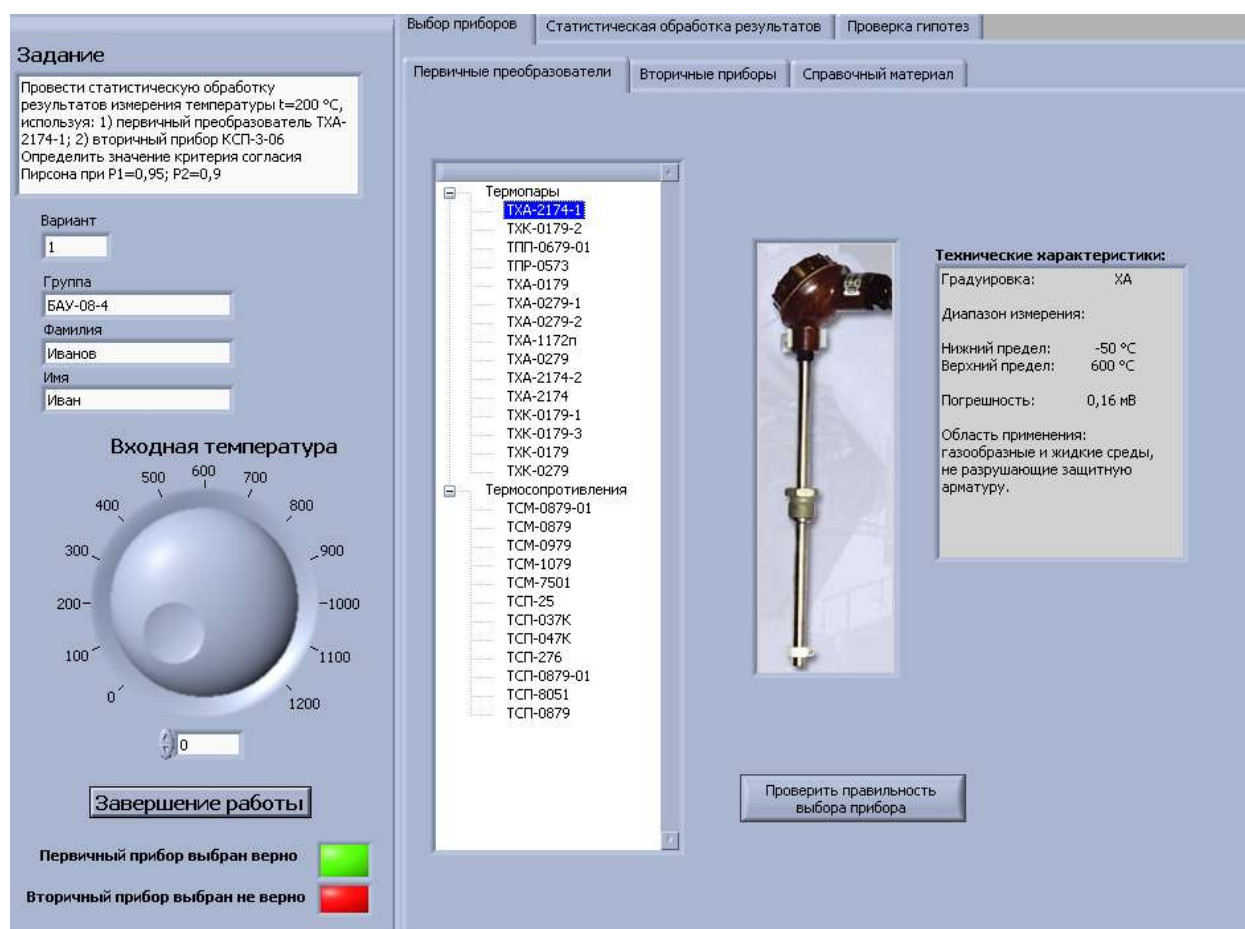 Задание
Провести статистическую обработку
результатов измерения температуры t=200 °C,
используя: 1) первичный преобразователь ТХА-
2174-1; 2) вторичный прибор КСП-3-06
Определить значение критерия согласия
Пирсона при P1=0,95; P2=0,9
Вариант
1
Группа
БАУ-08-4
Фамилия
Иванов
Имя
Иван
Входная температура
0
100
200
300
400
500
600
700
800
900
1000
1100
1200
0
Завершение работы
Первичный прибор выбран верно
Вторичный прибор выбран не верно
Выбор приборов
Статистическая обработка результатов
Проверка гипотез
Первичные преобразователи
Вторичные приборы
Справочный материал
Термопары
ТХА-2174-1
ТХК-0179-2
ТПП-0679-01
ТПР-0573
ТХА-0179
ТХА-0279-1
ТХА-0279-2
ТХА-1172п
ТХА-0279
ТХА-2174-2
ТХА-2174
ТХК-0179-1
ТХК-0179-3
ТХК-0179
ТХК-0279
Термосопротивления
ТСМ-0879-01
ТСМ-0879
ТСМ-0979
ТСМ-1079
ТСМ-7501
ТСП-25
ТСП-037К
ТСП-047К
ТСП-276
ТСП-0879-01
ТСП-8051
ТСП-0879
Технические характеристики:
Градуировка: ХА
Диапазон измерения:
Нижний предел: -50 °C
Верхний предел: 600 °C
Погрешность: 0,16 мВ
Область применения:
газообразные и жидкие среды,
не разрушающие защитную
арматуру.
Проверить правильность
выбора прибора